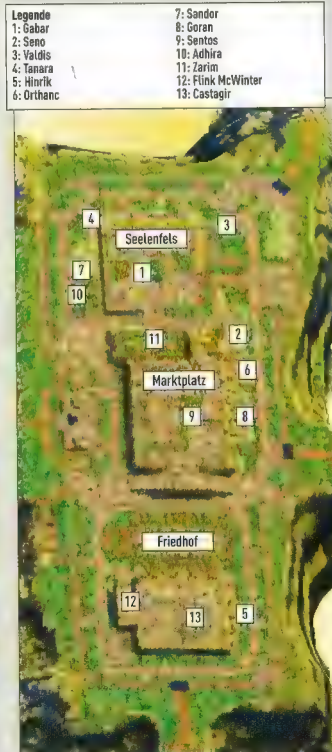 Legende
1: Gabar
2: Seno
3: Valdis
4: Tanara
5: Hinrik
6: Orthanc
7: Sandor
8: Goran
9: Sentos
10: Adhira
11: Zarim
12: Flink McWinter
13: Castagir
4
3
Seelenfels
7
1
10
11
2
6
Marktplatz
9
8
Friedhof
12
13
5